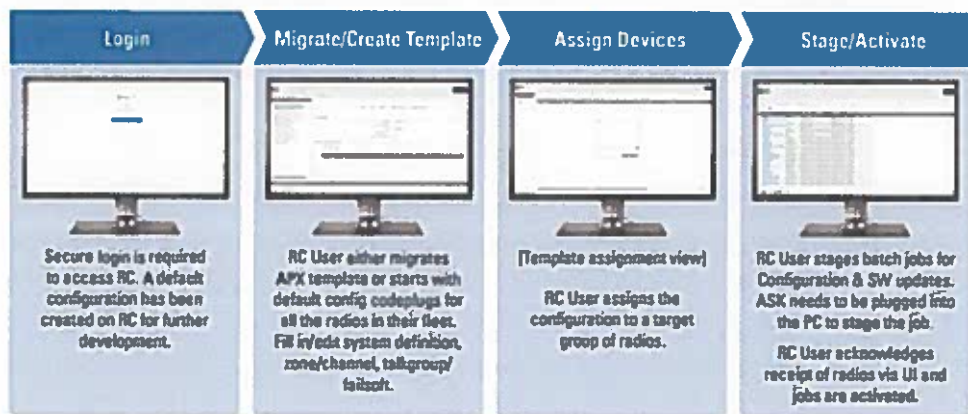 Login
Migrate/Create Template
Assign Devices
Stage/Activate
Secure login is required
to access RC. A default
configuration has been
created on RC for further
development.
RC User either migrates
APX template or starts with
default config codeplugs for
all the radios in their fleet.
Fill in/edit system definition,
zone/channel, talkgroup/
failsoft.
[Template assignment view]
RC User assigns the
configuration to a target
group of radios.
RC User stages batch jobs for
Configuration & SW updates.
ASK needs to be plugged into
the PC to stage the job.
RC User acknowledges
receipt of radios via UI and
jobs are activated.